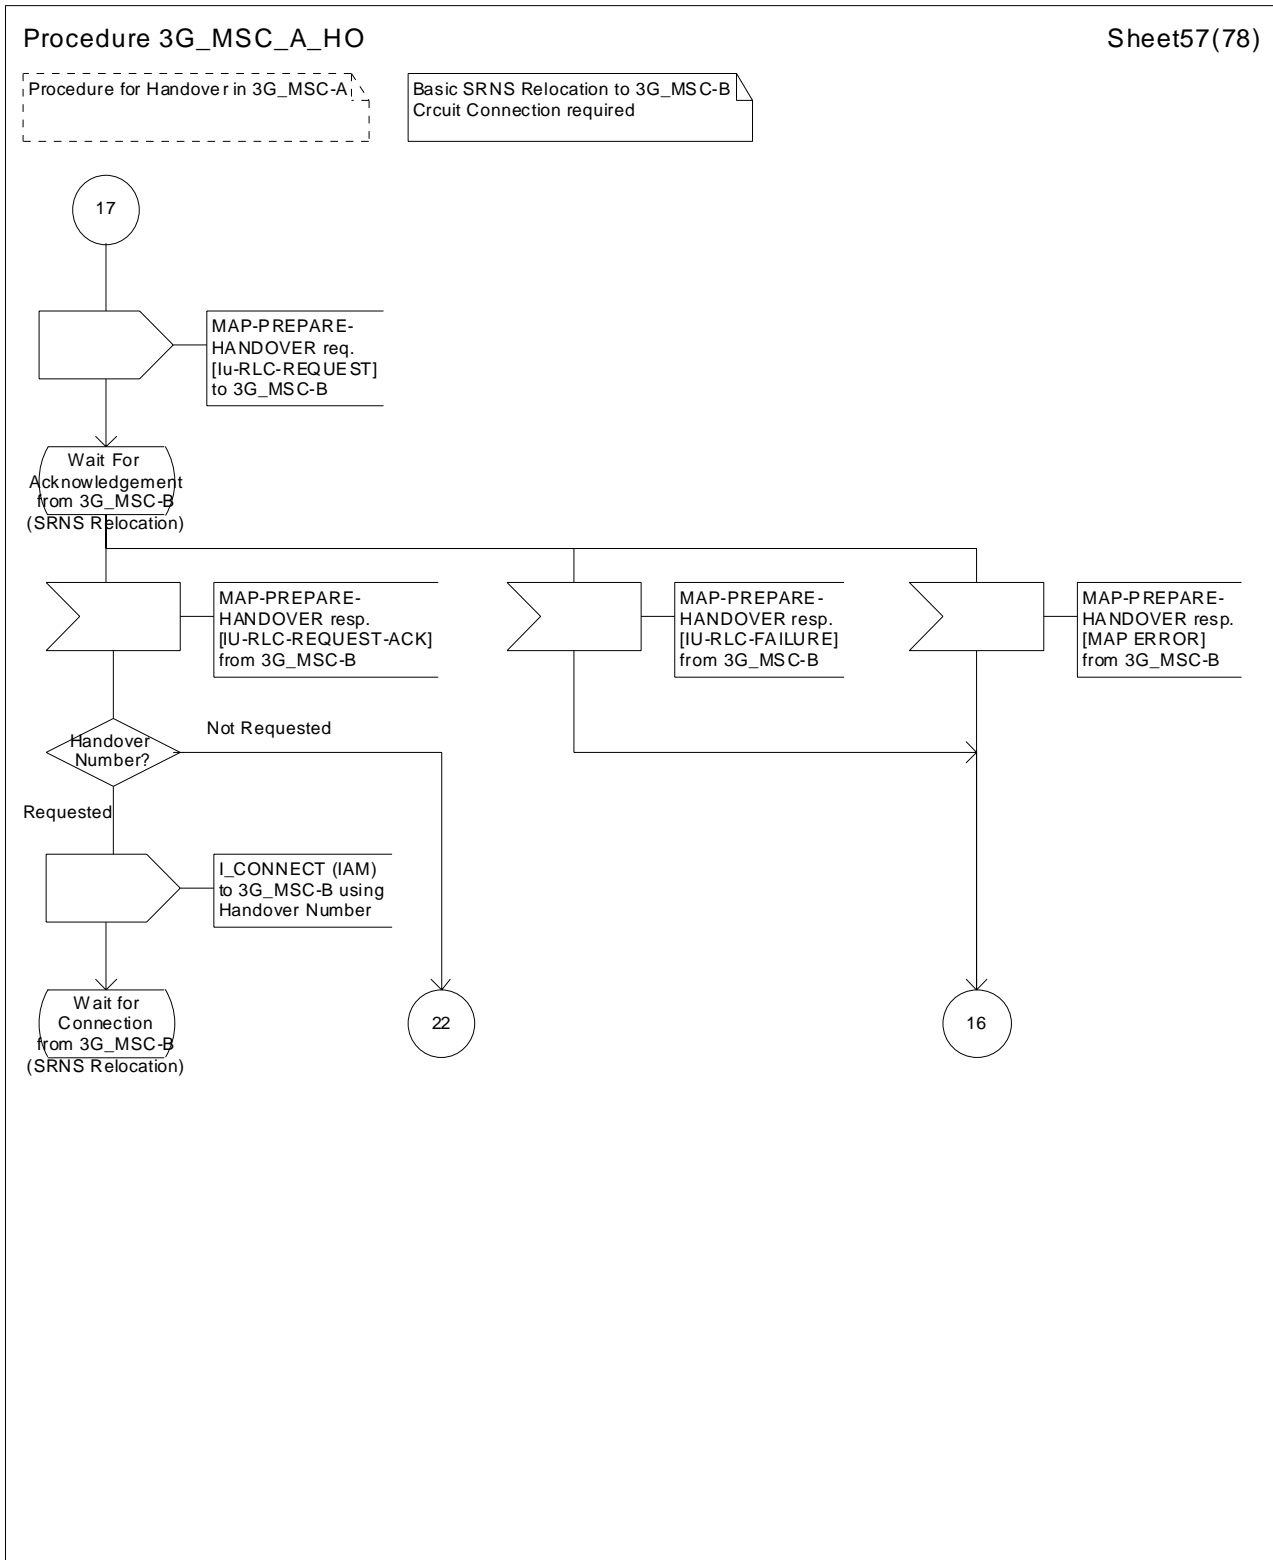 Procedure 3G_MSC_A_HO
Sheet57(78)
Procedure for Handover in 3G_MSC-A
Basic SRNS Relocation to 3G_MSC-B
Crcuit Connection required
17
MAP-PREPARE-
HANDOVER req.
[Iu-RLC-REQUEST]
to 3G_MSC-B
Wait For
Acknowledgement
from 3G_MSC-B
(SRNS Relocation)
MAP-PREPARE-
HANDOVER resp.
[IU-RLC-REQUEST-ACK]
from 3G_MSC-B
MAP-PREPARE-
HANDOVER resp.
[IU-RLC-FAILURE]
from 3G_MSC-B
MAP-PREPARE-
HANDOVER resp.
[MAP ERROR]
from 3G_MSC-B
Handover
Number?
Not Requested
Requested
I_CONNECT (IAM)
to 3G_MSC-B using
Handover Number
Wait for
Connection
from 3G_MSC-B
(SRNS Relocation)
22
16